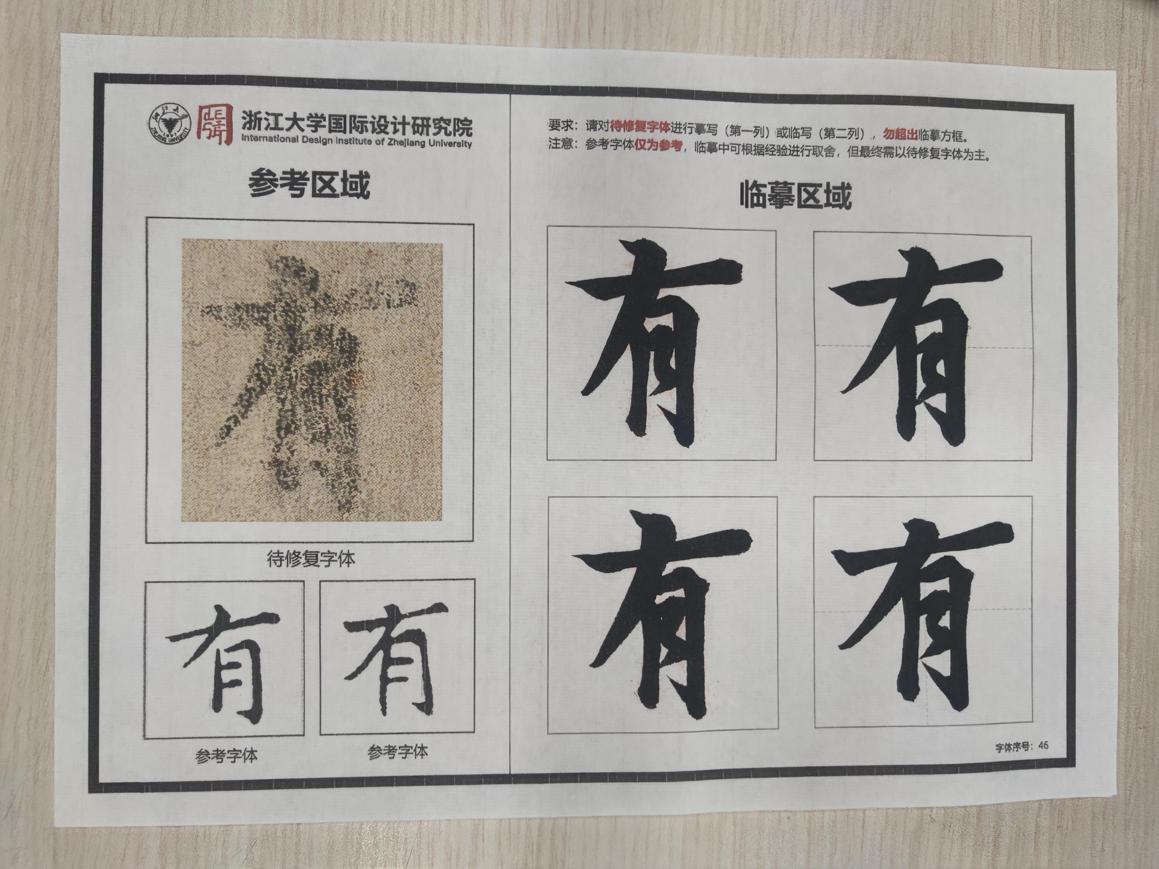 浙江大学国际设计研究院
International Design Institute of Zhejiang University
参考区域
有
待修复字体
有
有
参考字体
参考字体
要求：请对待修复字体进行摹写（第一列）或临写（第二列），勿超出临摹方框。
注意：参考字体仅为参考，临摹中可根据经验进行取舍，但最终需以待修复字体为主。
临摹区域
有
有
有
有
字体序号：46